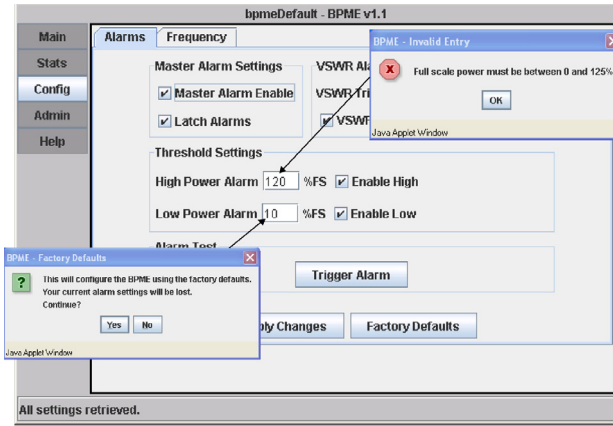 bpmeDefault - BPME v1.1
Main
Stats
Config
Admin
Help
Alarms Frequency
BPME - Invalid Entry
Full scale power must be between 0 and 125%
OK
Java Applet Window
Master Alarm Settings
Master Alarm Enable
Latch Alarms
VSWR
VSWR
VSWR
Threshold Settings
High Power Alarm 120 %FS Enable High
Low Power Alarm 10 %FS Enable Low
Alarm Test
Trigger Alarm
BPME - Factory Defaults
This will configure the BPME using the factory defaults.
Your current alarm settings will be lost.
Continue?
Yes No
Java Applet Window
Changes
Factory Defaults
All settings retrieved.